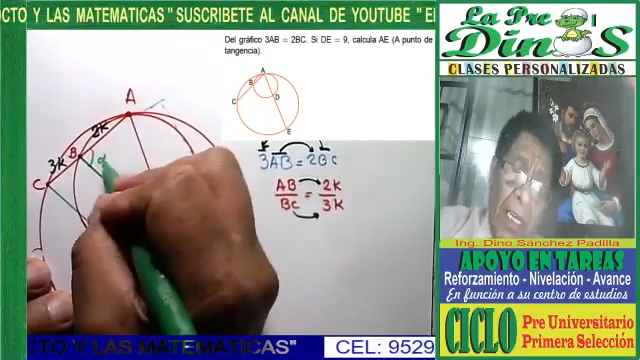 OCTO Y LAS MATEMATICAS" SUSCRIBETE AL CANAL DE YOUTUBE "E
La Pre
DinoS
CLASES PERSONALIZADAS
Del gráfico 3AB = 2BC. Si DE = 9, calcula AE (A punto de
tangencia).
A
B
C
D
E
A
2K
B
3K
C
α
3AB = 2BC
AB = 2K
BC 3K
Ing. Dino Sánchez Padilla
APOYO EN TAREAS
Reforzamiento - Nivelación - Avance
En función a su centro de estudios
CICLO Pre Universitario
Primera Selección
O Y LAS MATEMATICAS" CEL: 9529